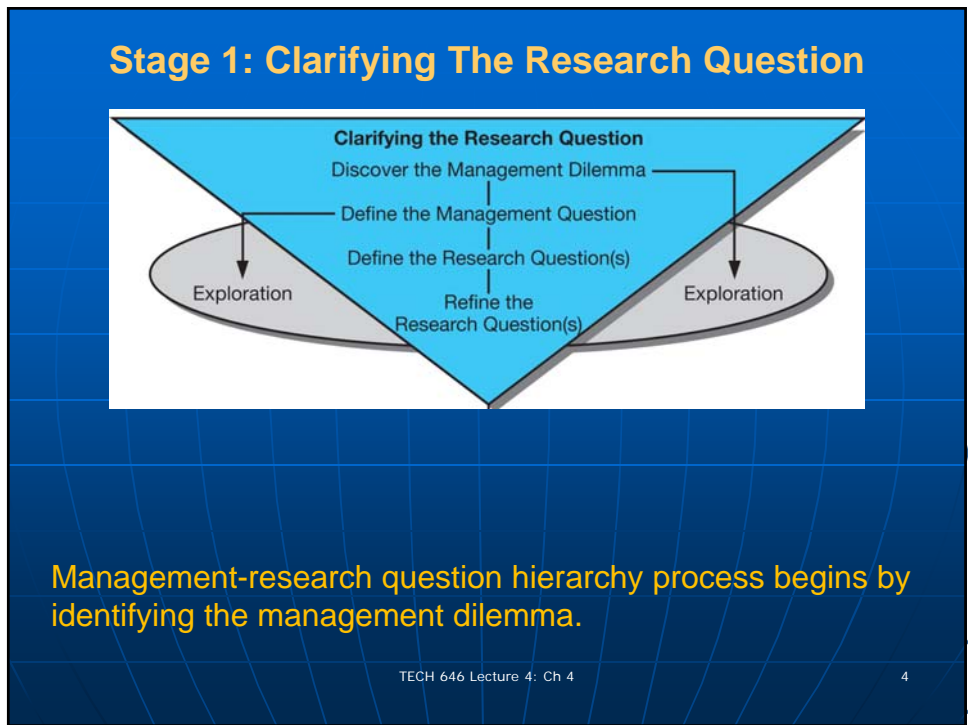 Stage 1: Clarifying The Research Question
Clarifying the Research Question
Discover the Management Dilemma
Define the Management Question
Define the Research Question(s)
Exploration
Refine the
Research Question(s)
Exploration
Management-research question hierarchy process begins by
identifying the management dilemma.
TECH 646 Lecture 4: Ch 4
4